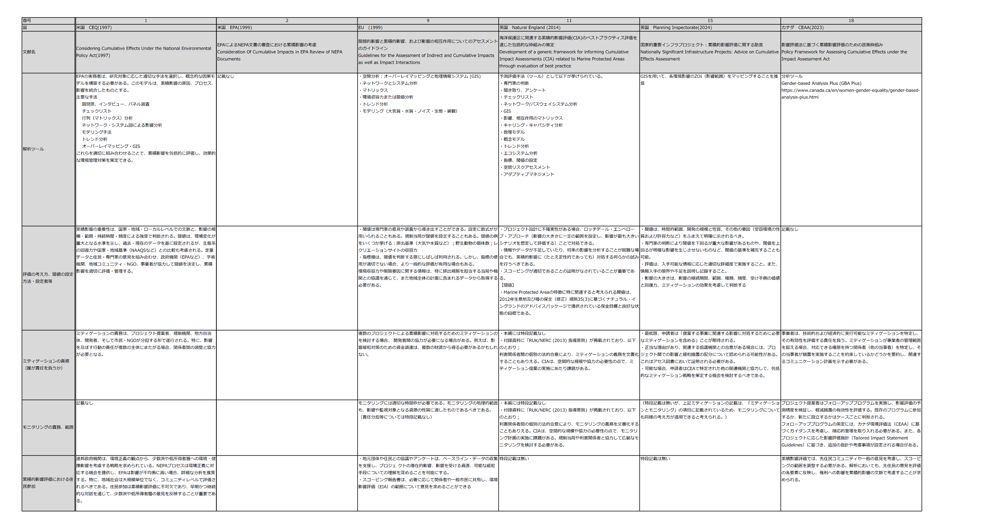 番号 1 2 9 11 15 18
国 米国 CEQ(1997) 米国 EPA(1999) EU (1999) 英国 Natural England (2014) 英国 Planning Inspectorate(2024) カナダ CEAA(2023)
文献名
Considering Cumulative Effects Under the National Environmental
Policy Act(1997)
EPAによるNEPA文書の審査における累積影響の考慮
Consideration Of Cumulative Impacts in EPA Review of NEPA
Documents
間接的影響と累積的影響、および影響の相互作用についてのアセスメント
のガイドライン
Guidelines for the Assessment of Indirect and Cumulative Impacts
as well as Impact Interactions
海洋保護区に関連する累積的影響評価(CIA)のベストプラクティス評価を
通じた包括的な枠組みの策定
Development of a generic framework for informing Cumulative
Impact Assessments (CIA) related to Marine Protected Areas
through evaluation of best practice
国家的重要インフラプロジェクト：累積的影響評価に関する助言
Nationally Significant Infrastructure Projects: Advice on Cumulative
Effects Assessment
影響評価法に基づく累積影響評価のための政策枠組み
Policy Framework for Assessing Cumulative Effects under the
Impact Assessment Act
解析ツール
EPAの実務者は、研究対象に応じた適切な手法を選択し、概念的な因果モ
デルを構築する必要がある。このモデルは、累積影響の原因、プロセス、
影響を統合したものとする。
主要な手法
質問票、インタビュー、パネル調査
チェックリスト
行列（マトリックス）分析
ネットワーク・システム図による影響分析
モデリング手法
トレンド分析
オーバーレイマッピング・GIS
これらを適切に組み合わせることで、累積影響を包括的に評価し、効果的
な環境管理対策を策定できる。
記載なし
・空間分析：オーバーレイマッピングと地理情報システム (GIS)
・ネットワークとシステム分析
・マトリックス
・環境収容力または閾値分析
・トレンド分析
・モデリング（大気質・水質・ノイズ・生態・景観）
予測評価手法（ツール）として以下が挙げられている。
・専門家の判断
・聞き取り、アンケート
・チェックリスト
・ネットワーク/パスウェイシステム分析
・GIS
・影響、相互作用のマトリックス
・キャリング・キャパシティ分析
・数理モデル
・概念モデル
・トレンド分析
・エコシステム分析
・指標、閾値の設定
・空間リスクアセスメント
・アダプティブマネジメント
GISを用いて、各環境影響のZOI（影響範囲）をマッピングすることを推
奨
分析ツール
Gender-based Analysis Plus (GBA Plus)
https://www.canada.ca/en/women-gender-equality/gender-based-
analysis-plus.html
評価の考え方、閾値の設定
方法・設定者等
累積影響の重要性は、国家・地域・ローカルレベルでの文脈と、影響の規
模・範囲・持続時間・頻度による強度で判断される。閾値は、環境変化が
重大となる水準を示し、過去・現在のデータを基に設定されるが、生態系
の回復力や国家・地域基準（NAAQSなど）との比較も考慮される。定量
データと住民・専門家の意見を組み合わせ、政府機関（EPAなど）、学術
機関、地域コミュニティ・NGO、事業者が協力して閾値を決定し、累積
影響を適切に評価・管理する。
・閾値は専門家の意見や調査から導き出すことができる。設定に数式がが
用いられることもある。規制当局が閾値を設定することもある。閾値の例
をいくつか挙げる：排出基準（大気や水質など）；野生動物の個体数；レ
クリエーションサイトの収容力
・指標種は、閾値を判断する際にしばしば利用される。しかし、指標の使
用が適切でない場合、より一般的な評価が有用な場合もある。
環境収容力や制限要因に関する情報は、特に排出規制を担当する当局や機
関との協議を通じて、また地域全体の計画に含まれるデータから取得する
必要がある。
・プロジェクト設計に不確実性がある場合、ロッチデール・エンベロー
プ・アプローチ（影響の大きさに一定の範囲を設定し、影響が最も大きい
シナリオを想定して評価する）ことで対処できる。
・情報やデータが不足していたり、将来の影響を分析することが困難な場
合でも、累積的影響に（たとえ定性的であっても）対処する何らかの試み
を行うべきである。
・スコーピングが適切であることの証明がなされていることが重要であ
る。
【閾値】
・Marine Protected Areaの特徴に特に関連すると考えられる閾値は、
2012年生息地及び種の保全（修正）規則35(3)に基づくナチュラル・イ
ングランドのアドバイスパッケージで提供されている保全目標と良好な状
態の目標である。
・閾値は、時間的範囲、開発の規模と性質、その他の要因（受容環境の性
質および許容力など）をふまえて明確に示されるべき。
・専門家の判断により閾値を下回るが重大な影響があるものや、閾値を上
回るが明確な影響を生じさせないものなど、閾値の基準を補完することも
可能。
・評価は、入手可能な情報に応じた適切な詳細度で実施すること。また、
情報入手の限界や不足を説明し記録すること。
・影響の大きさは、影響の継続期間、範囲、種類、頻度、受け手側の価値
と回復力、ミティゲーションの効果を考慮して判断する
記載なし
ミティゲーションの責務
（誰が責任を負うか）
ミティゲーションの責務は、プロジェクト提案者、規制機関、地方自治
体、開発者、そして市民・NGOが分担する形で遂行される。特に、影響
を及ぼす行動の責任が複数の主体にまたがる場合、関係者間の調整と協力
が必要となる。
複数のプロジェクトによる累積影響に対処するためのミティゲーションの
を検討する場合、 開発者間の協力が必要になる場合がある。例えば、影
響緩和対策のための資金調達は、複数の財源から得る必要があるかもしれ
ない。
・本編には特段記載なし
・付録資料に「RUK/NERC (2013) 指導原則」が掲載されており、以下
のとおり；
利害関係者間の個別の法的合意により、ミティゲーションの義務を文書化
することもありえる。CIAは、空間的な規模や協力の必要性の点で、ミ
ティゲーション提案の実施にあたり課題がある。
・最低限、申請者は「提案する事業に関連する影響に対処するために必要
なミティゲーションを含める」ことが期待される。
・正当な理由があり、関連する協議機関との合意がある場合には、プロ
ジェクト間での影響と緩和措置の配分について認められる可能性がある。
これはアセス図書において証明される必要がある。
・可能な場合、申請者はCEAで特定された他の関連機関と協力して、包括
的なミティゲーション戦略を策定する機会を検討するべきである。
事業者は、技術的および経済的に実行可能なミティゲーションを特定し、
その有効性を評価する責任を負う。ミティゲーションが事業者の管理範囲
を超える場合、対応できる権限を持つ関係者（他の当事者）を特定し、そ
の当事者が措置を実施することを約束しているかどうかを要約し、関連す
るコミュニケーション計画を示す必要がある。
モニタリングの責務、範囲
記載なし
モニタリングには適切な時間枠が必要である。モニタリングの地理的範囲
も、影響や監視対象となる資源の性質に適したものであるべきである。
（責任分担等については特段記載なし）
・本編には特段記載なし
・付録資料に「RUK/NERC (2013) 指導原則」が掲載されており、以下
のとおり；
利害関係者間の個別の法的合意により、モニタリングの義務を文書化する
こともありえる。CIAは、空間的な規模や協力の必要性の点で、モニタリ
ング計画の実施に課題がある。規制当局や利害関係者と協力して広範なモ
ニタリングを検討する必要がある。
（特段記載は無いが、上記ミティゲーションの記載は、「ミティゲーショ
ンとモニタリング」の項目に記載されているため、モニタリングについて
も同様の考え方が適用できると考えられる。）
プロジェクト提案者はフォローアッププログラムを実施し、影響評価の予
測精度を検証し、軽減措置の有効性を評価する。既存のプログラムに参加
するか、新たに設立するかはケースごとに判断される。
フォローアッププログラムの策定には、カナダ環境評価法（CEAA）に基
づくガイダンスを考慮し、順応的管理を取り入れる必要がある。また、各
プロジェクトに応じた影響評価指針（Tailored Impact Statement
Guidelines）に基づき、追加の指針や考慮事項が設定される場合がある。
累積的影響評価における住
民参加
連邦政府機関は、環境正義の観点から、少数派や低所得者層への環境・健
康影響を考慮する戦略を求められている。NEPAプロセスは環境正義に対
応する機会を提供し、EPAは影響が不均衡に高い場合、詳細な分析を推奨
する。特に、地域社会は大規模単位でなく、コミュニティレベルで評価さ
れるべきである。住民参加は累積影響評価に不可欠であり、早期かつ継続
的な対話を通じて、少数派や低所得者層の意見を反映することが重要であ
る。
・地元団体や住民との協議やアンケートは、ベースライン・データの収集
を支援し、プロジェ クトの潜在的影響、影響を受ける資源、可能な緩和
手段についての理解を深めることを可能にする。
・スコーピング報告書は、必要に応じて関係者や一般市民に共有し、環境
影響評価（EIA）の範囲について意見を求めることができる
特段記載は無い
特段記載は無い
累積影響評価では、先住民コミュニティや一般の意見を考慮し、スコーピ
ングの範囲を調整する必要がある。解析においても、先住民の意見を評価
の各要素に反映し、権利への影響を累積的影響の文脈で考慮することが求
められる。